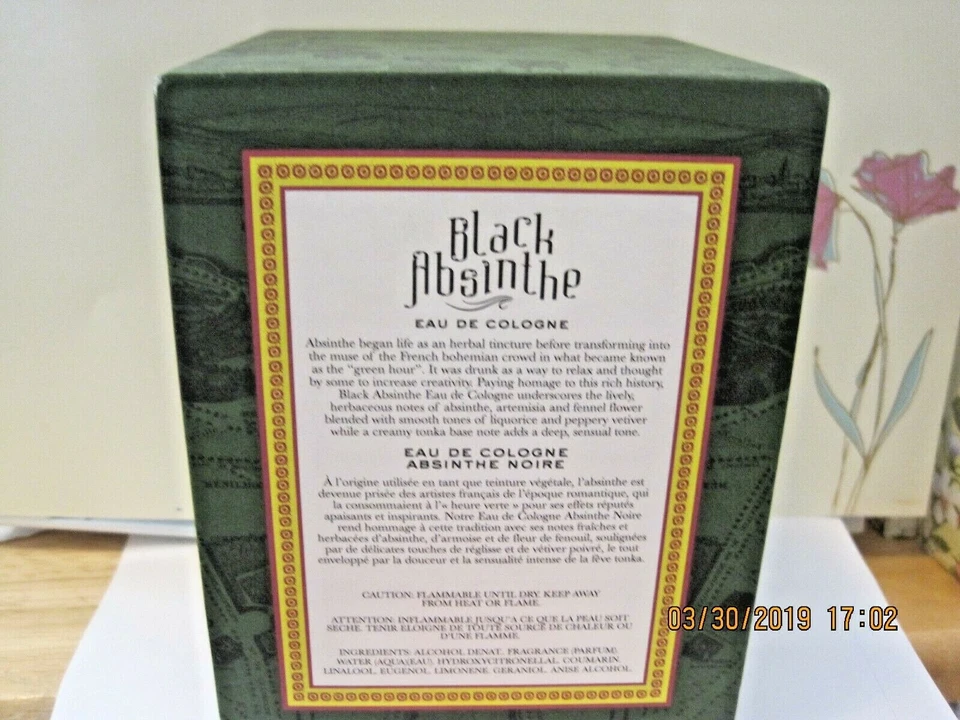 Black
Absinthe
EAU DE COLOGNE
Absinthe began life as an herbal tincture before transforming into
the muse of the French bohemian crowd in what became known
as the "green hour". It was drunk as a way to relax and thought
by some to increase creativity. Paying homage to this rich history,
Black Absinthe Eau de Cologne underscores the lively,
herbaceous notes of absinthe, artemisia and fennel flower
blended with smooth tones of liquorice and peppery vetiver
while a creamy tonka base note adds a deep, sensual tone.
EAU DE COLOGNE
ABSINTHE NOIRE
À l'origine utilisée en tant que teinture végétale, l'absinthe est
devenue prisée des artistes français de l'époque romantique, qui
la consommaient à l'« heure verte » pour ses effets réputés
apaisants et inspirants. Notre Eau de Cologne Absinthe Noire
rend hommage à cette tradition avec ses notes fraîches et
herbacées d'absinthe, d'armoise et de fleur de fenouil, soulignées
par de délicates touches de réglisse et de vétiver poivré, le tout
enveloppé par la douceur et la sensualité intense de la fève tonka.
CAUTION: FLAMMABLE UNTIL DRY. KEEP AWAY
FROM HEAT OR FLAME.
ATTENTION: INFLAMMABLE JUSQU'A CE QUE LA PEAU SOIT
SECHE. TENIR ELOIGNE DE TOUTE SOURCE DE CHALEUR OU
D'UNE FLAMME.
INGREDIENTS: ALCOHOL DENAT. FRAGRANCE (PARFUM),
WATER (AQUA(EAU), HYDROXYCITRONELLAL, COUMARIN,
LINALOOL, EUGENOL, LIMONENE, GERANIOL, ANISE ALCOHOL.
03/30/2019 17:02